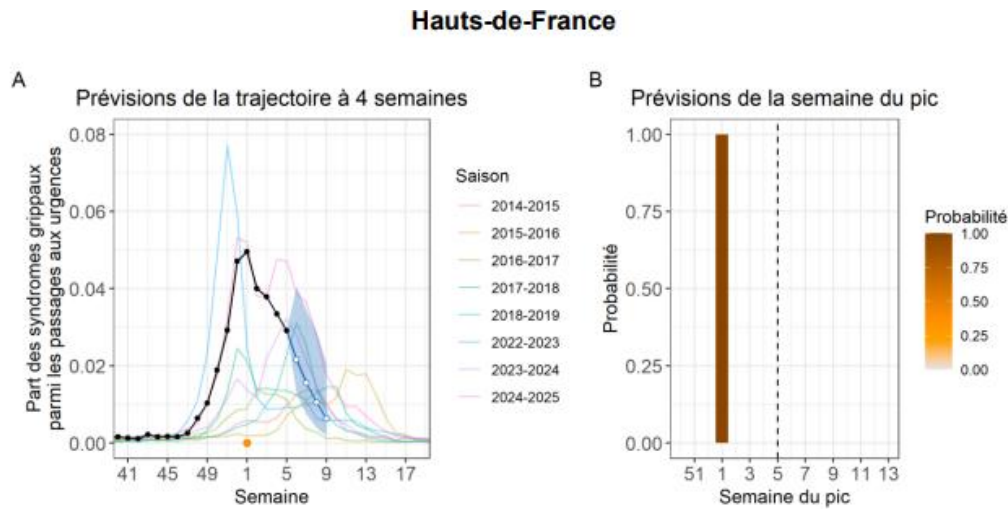 Hauts-de-France
A
Prévisions de la trajectoire à 4 semaines
Part des syndromes grippaux
parmi les passages aux urgences
0.08
0.06
0.04
0.02
0.00
41 45 49 1 5 9 13 17
Semaine
Saison
2014-2015
2015-2016
2016-2017
2017-2018
2018-2019
2022-2023
2023-2024
2024-2025
B
Prévisions de la semaine du pic
Probabilité
1.00
0.75
0.50
0.25
0.00
51 1 3 5 7 9 11 13
Semaine du pic
Probabilité
1.00
0.75
0.50
0.25
0.00